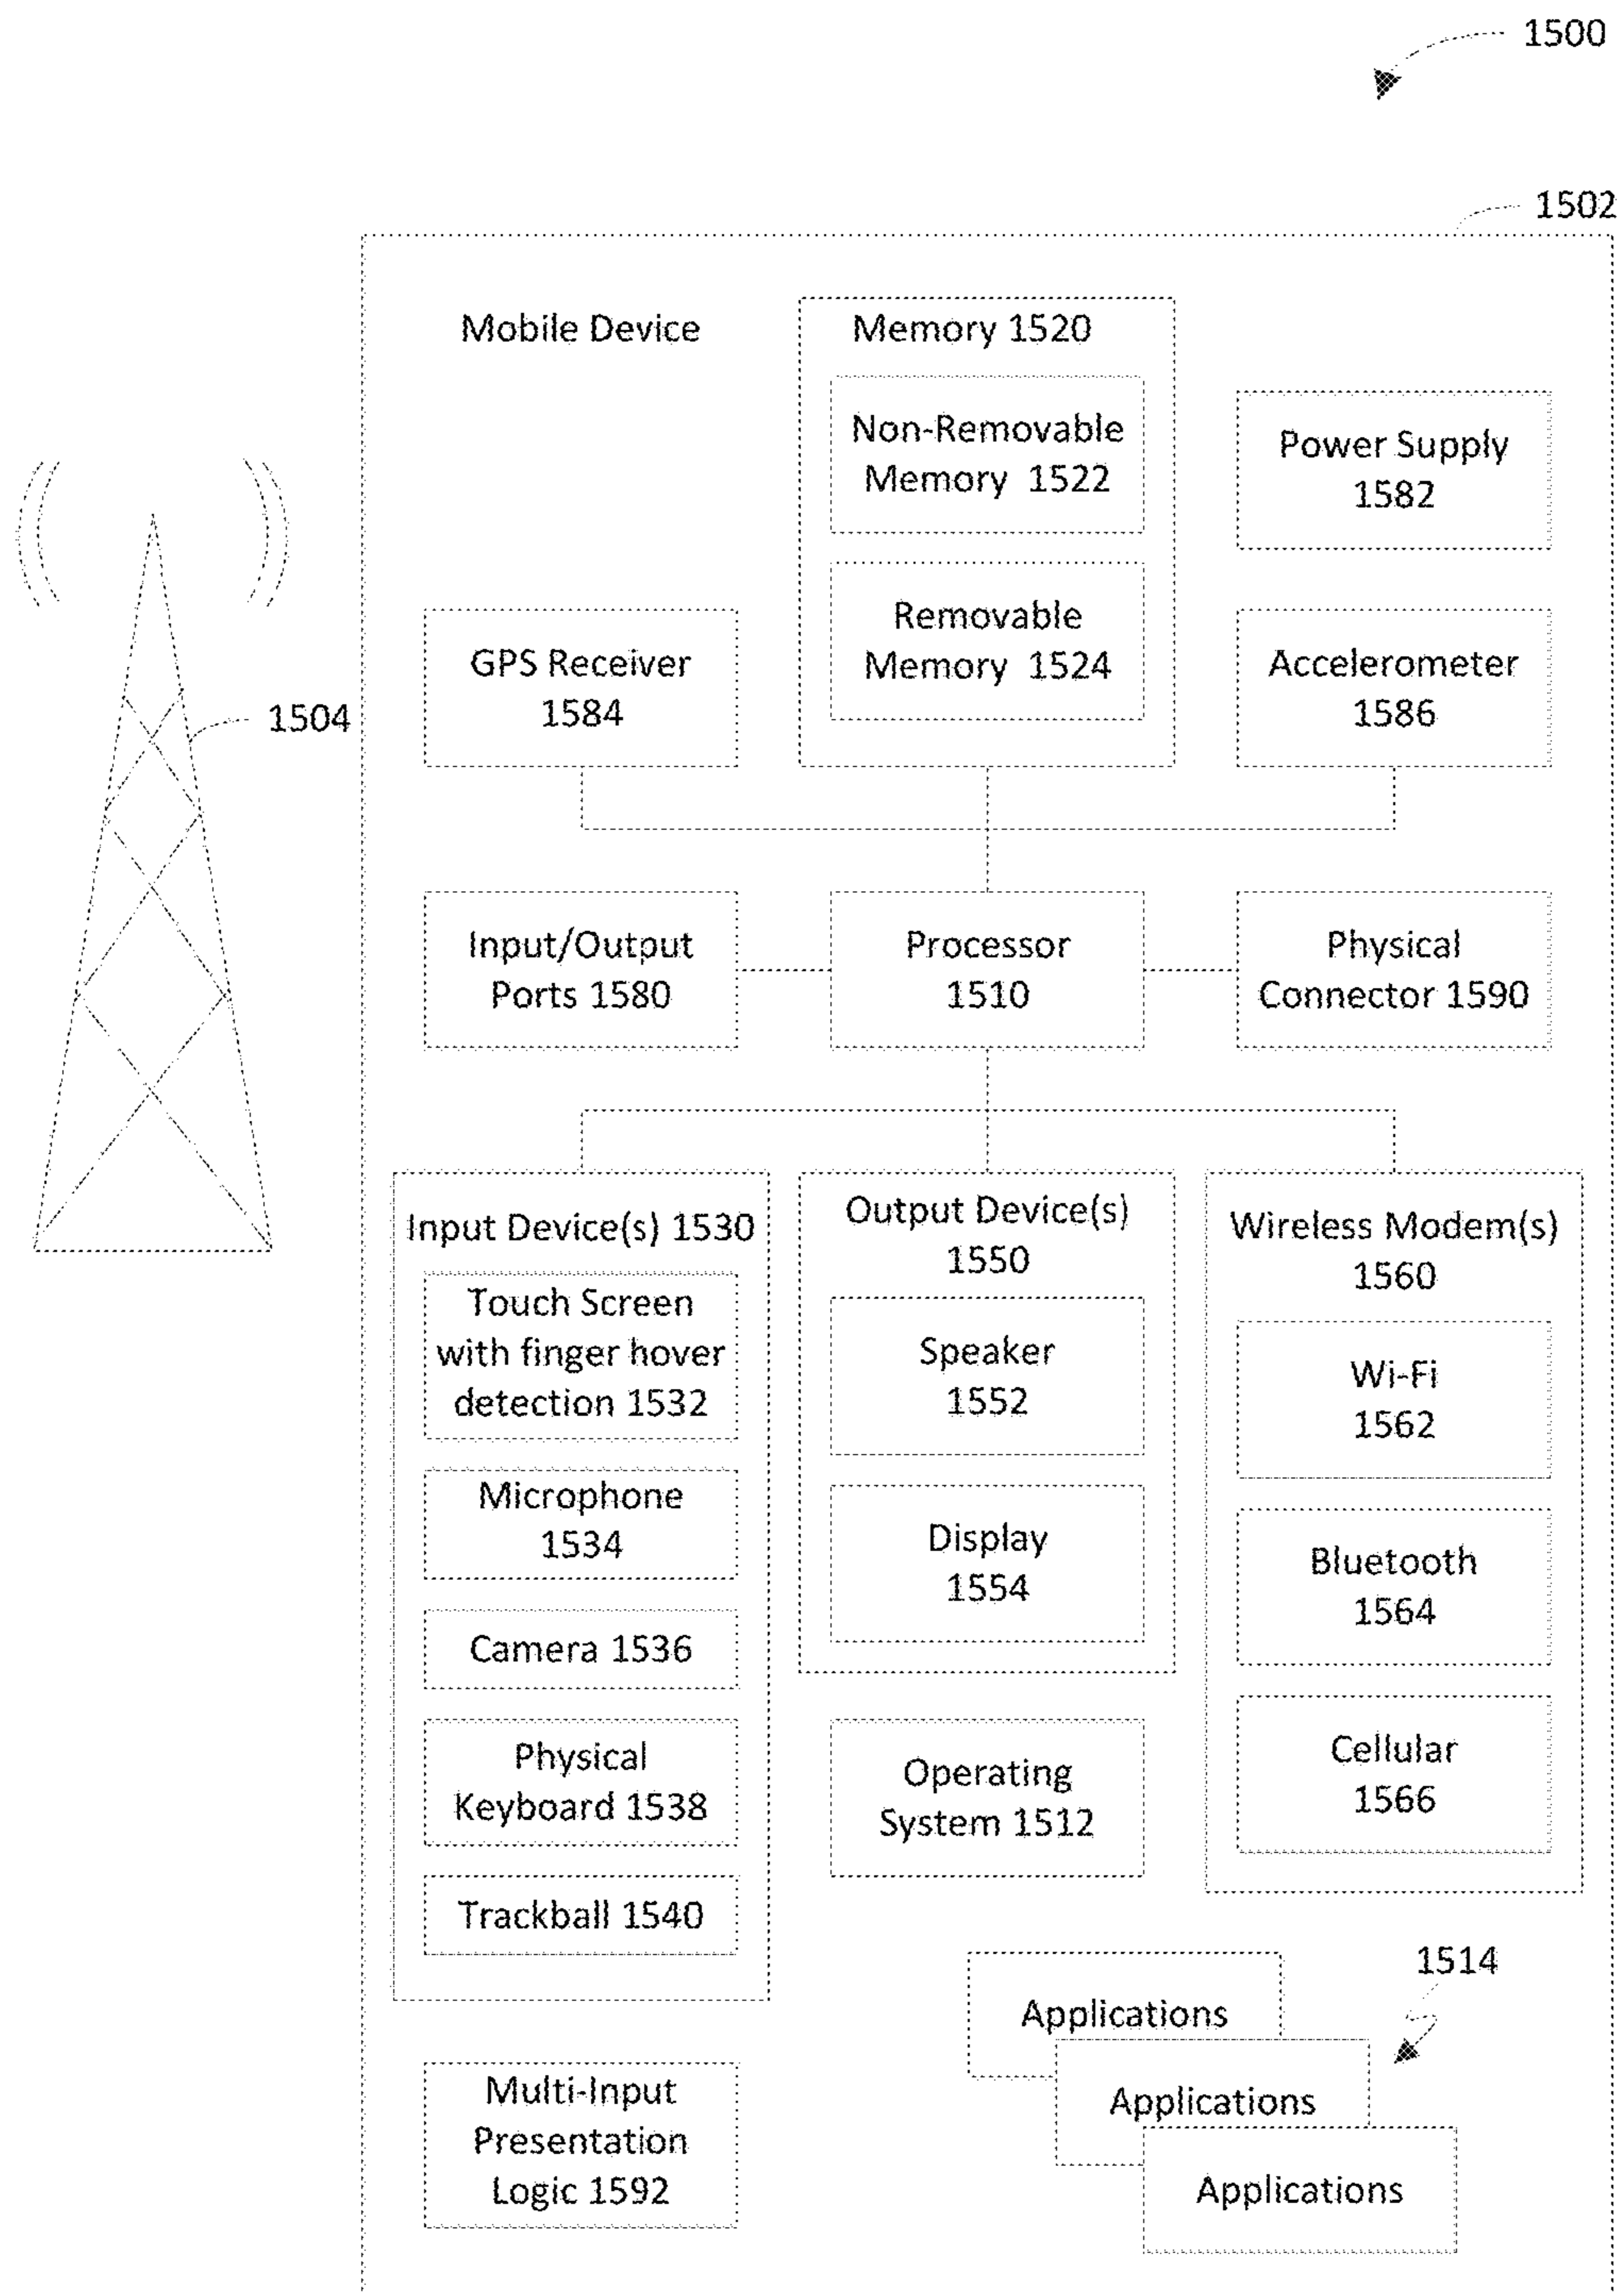 1500
1502
Mobile Device
Memory 1520
Non-Removable
Memory 1522
Removable
Memory 1524
Power Supply
1582
GPS Receiver
1584
Accelerometer
1586
1504
Input/Output
Ports 1580
Processor
1510
Physical
Connector 1590
Input Device(s) 1530
Touch Screen
with finger hover
detection 1532
Microphone
1534
Camera 1536
Physical
Keyboard 1538
Trackball 1540
Output Device(s)
1550
Speaker
1552
Display
1554
Operating
System 1512
Wireless Modem(s)
1560
Wi-Fi
1562
Bluetooth
1564
Cellular
1566
1514
Applications
Applications
Applications
Multi-Input
Presentation
Logic 1592